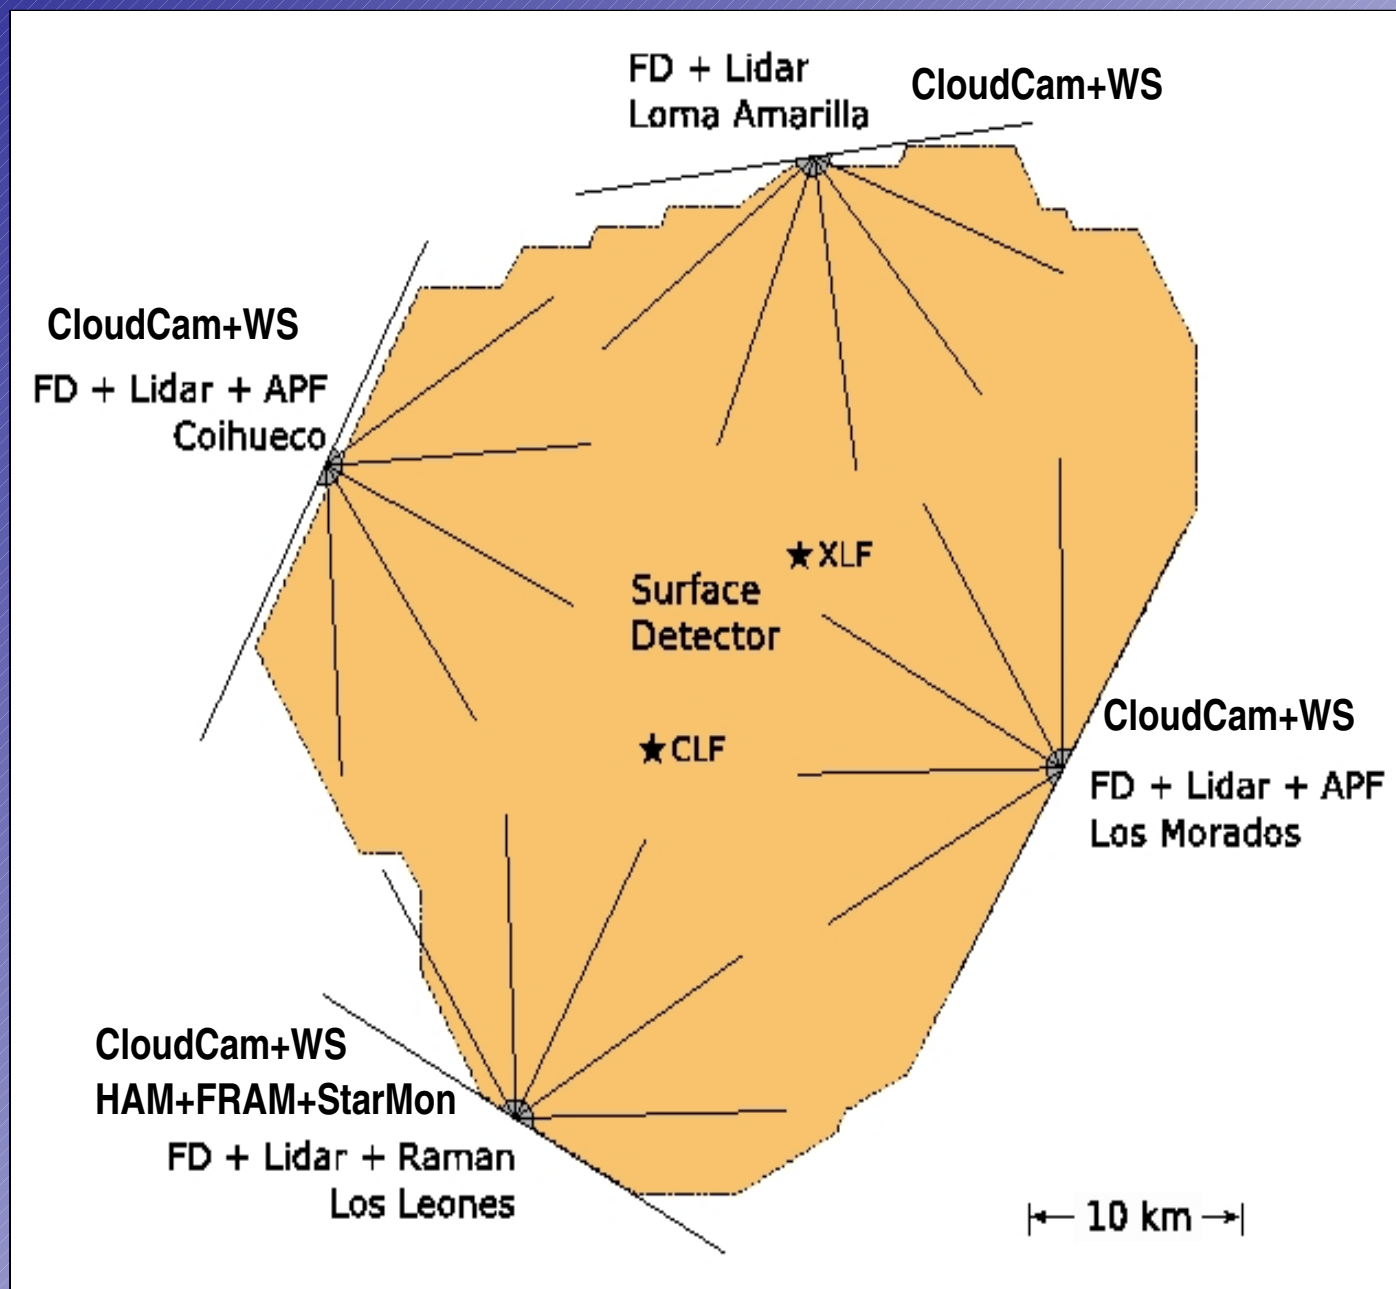 FD + Lidar
Loma Amarilla
CloudCam+WS
CloudCam+WS
FD + Lidar + APF
Coihueco
XLF
Surface
Detector
CLF
CloudCam+WS
FD + Lidar + APF
Los Morados
CloudCam+WS
HAM+FRAM+StarMon
FD + Lidar + Raman
Los Leones
10 km